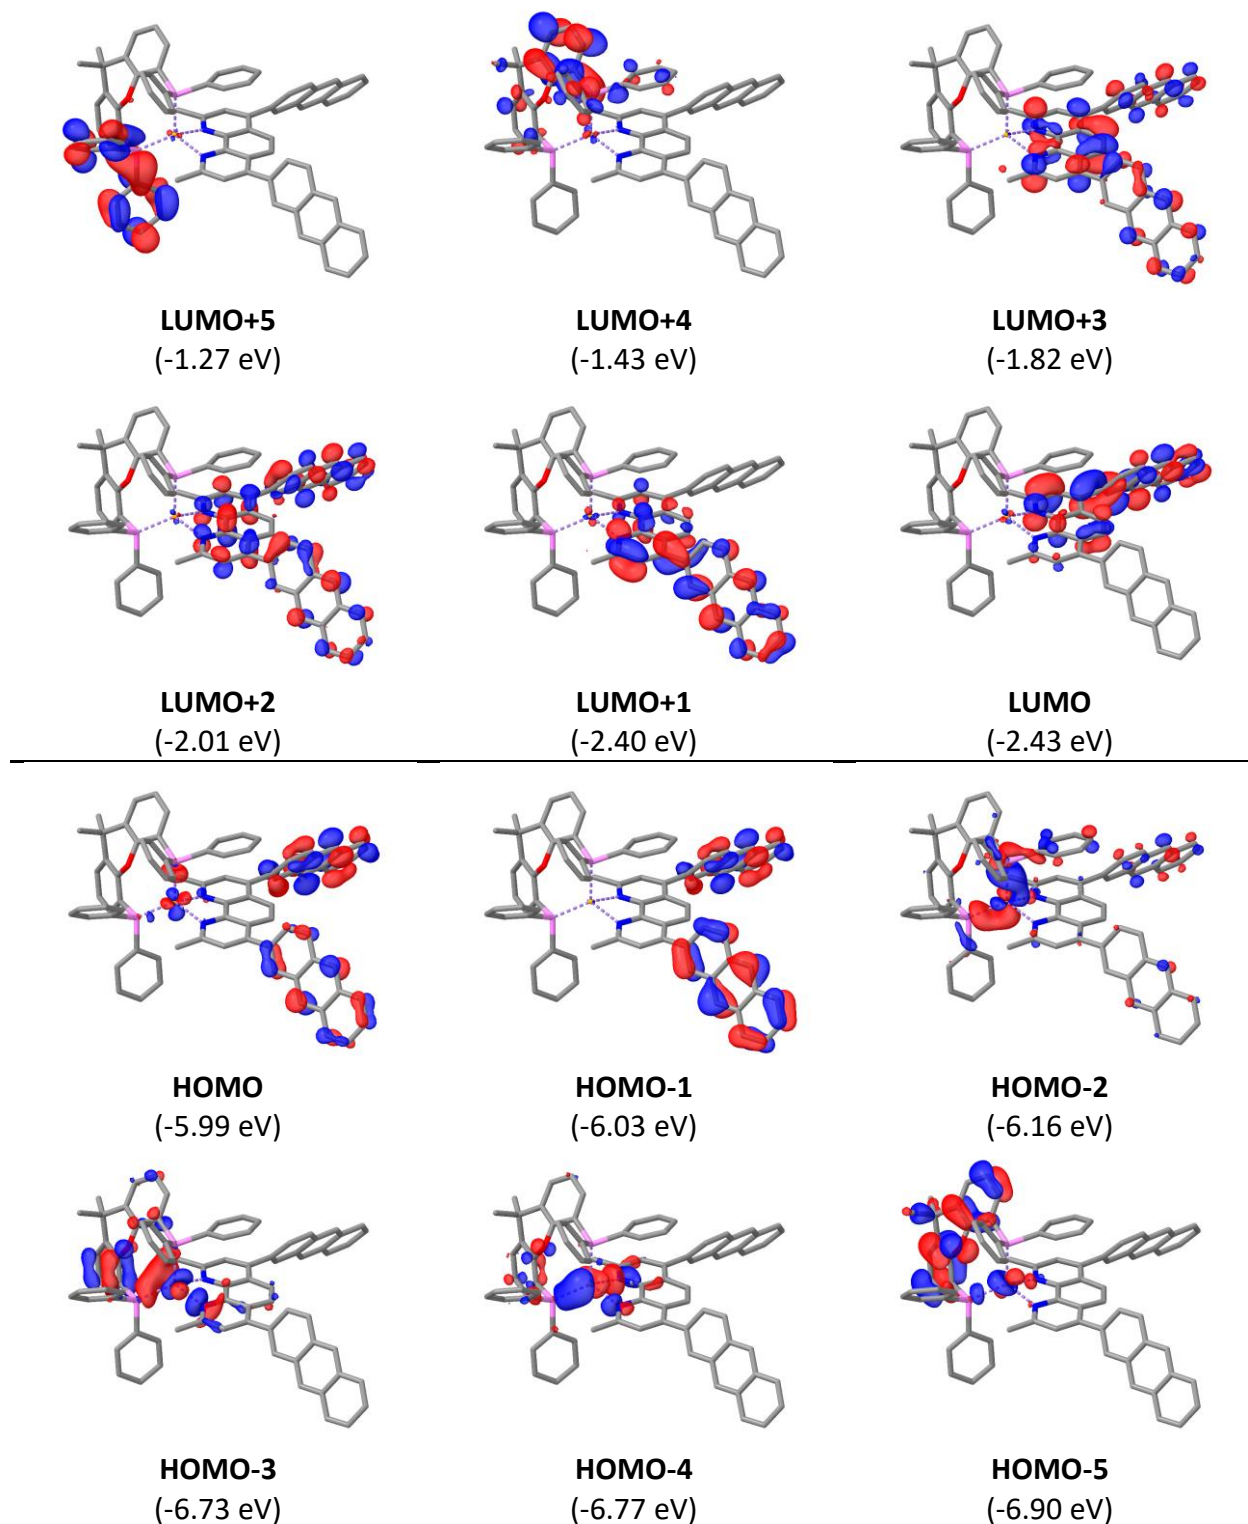 LUMO+5
(-1.27 eV)
LUMO+4
(-1.43 eV)
LUMO+3
(-1.82 eV)
LUMO+2
(-2.01 eV)
LUMO+1
(-2.40 eV)
LUMO
(-2.43 eV)
HOMO
(-5.99 eV)
HOMO-1
(-6.03 eV)
HOMO-2
(-6.16 eV)
HOMO-3
(-6.73 eV)
HOMO-4
(-6.77 eV)
HOMO-5
(-6.90 eV)